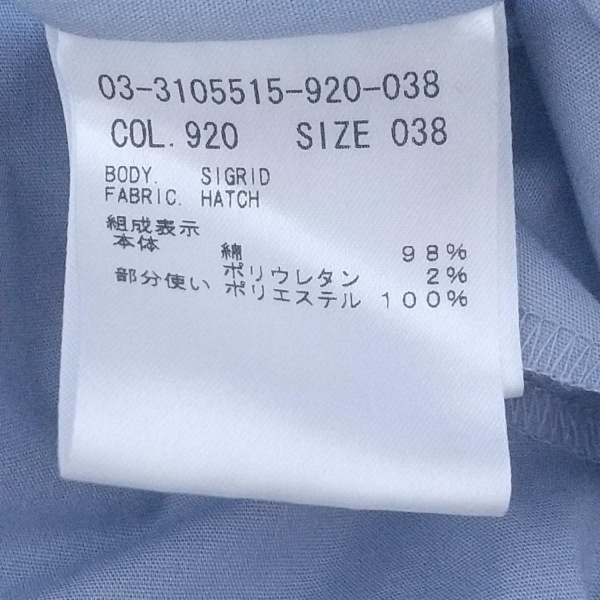 03-3105515-920-038
COL. 920 SIZE 038
BODY. SIGRID
FABRIC. HATCH
組成表示
本体 綿 98%
ポリウレタン 2%
部分使い ポリエステル 100%